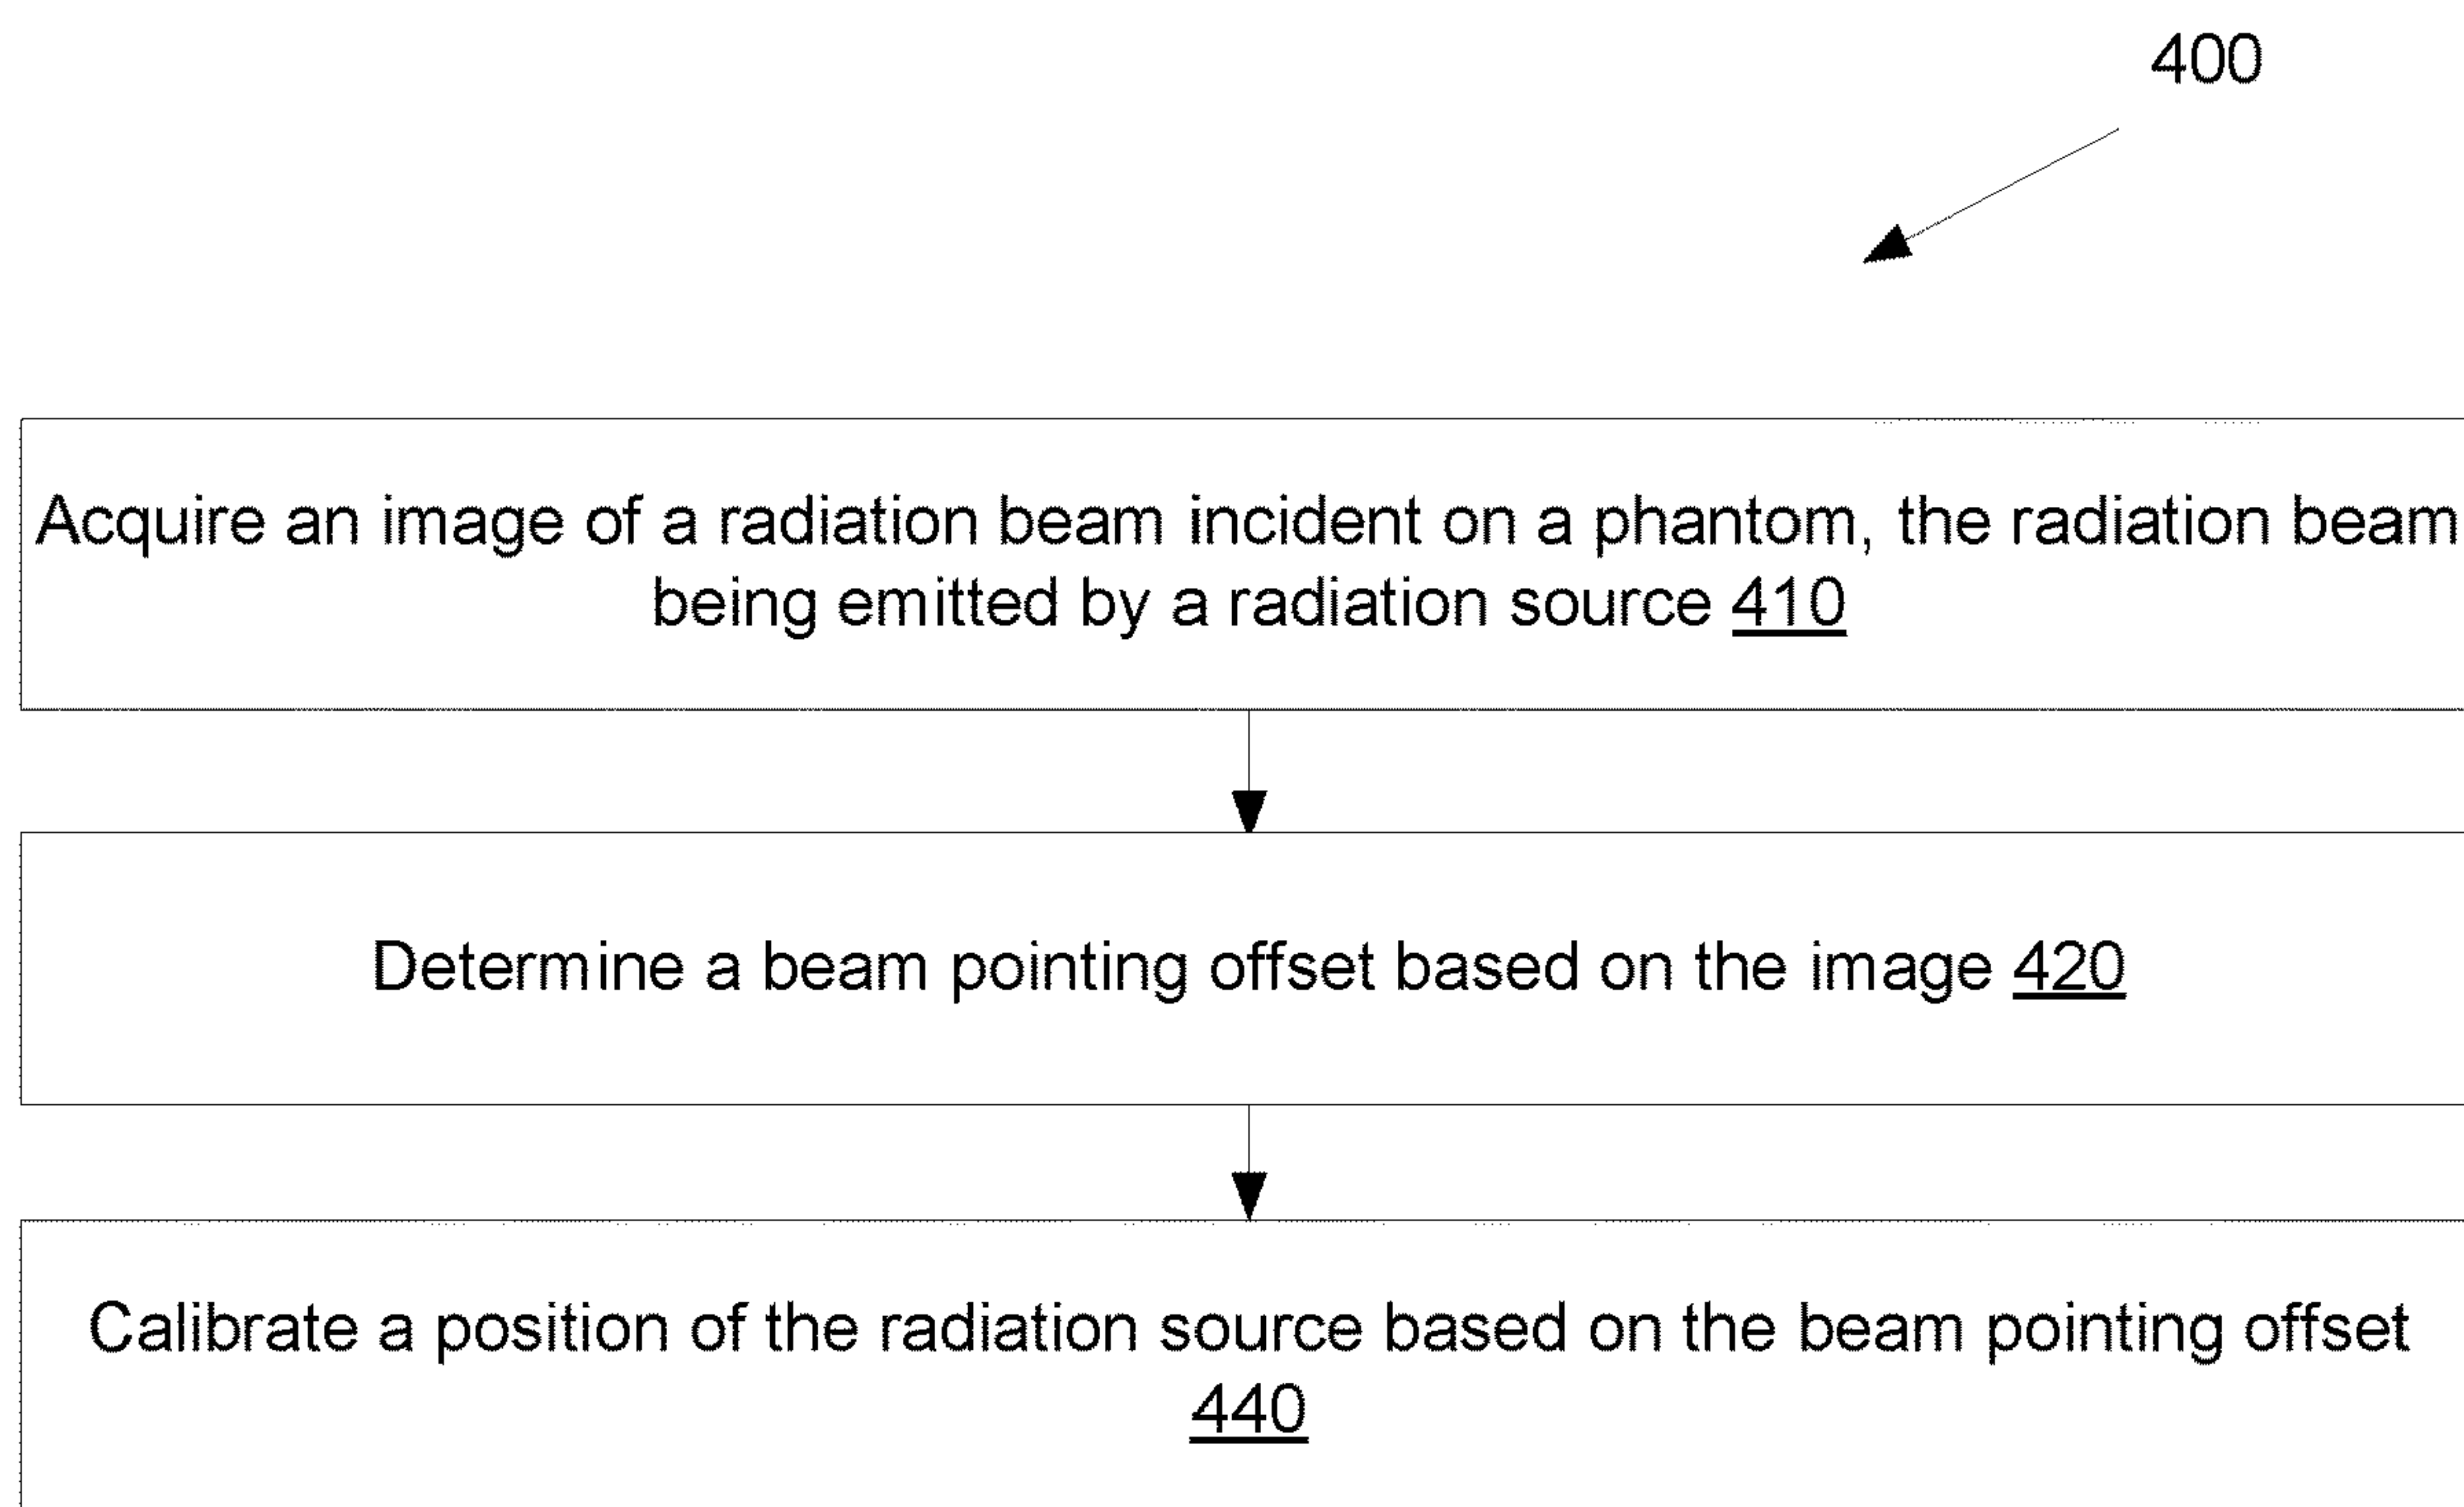 400
Acquire an image of a radiation beam incident on a phantom, the radiation beam
being emitted by a radiation source 410
Determine a beam pointing offset based on the image 420
Calibrate a position of the radiation source based on the beam pointing offset
440